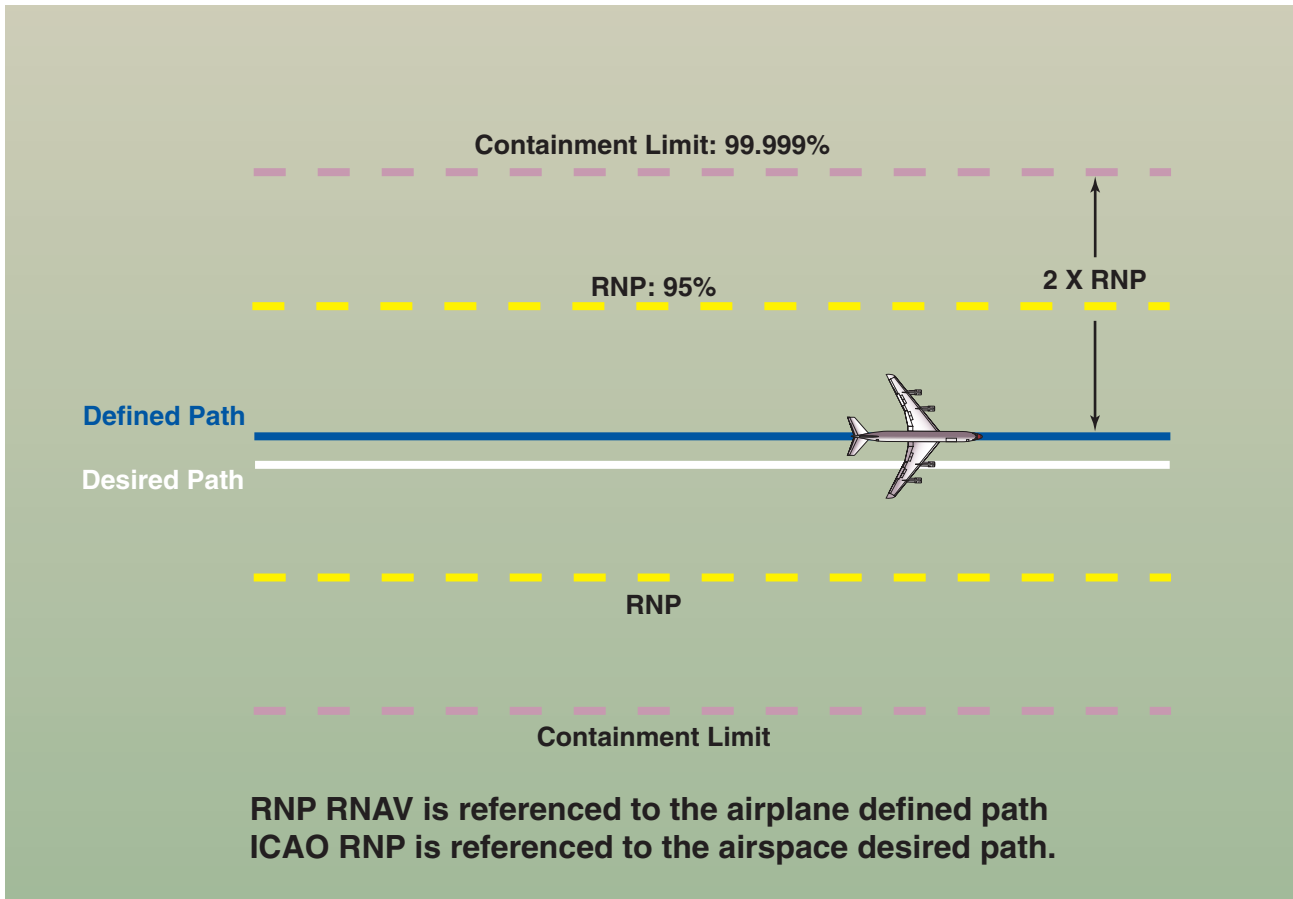 Containment Limit: 99.999%
RNP: 95%
2 X RNP
Defined Path
Desired Path
RNP
Containment Limit
RNP RNAV is referenced to the airplane defined path
ICAO RNP is referenced to the airspace desired path.